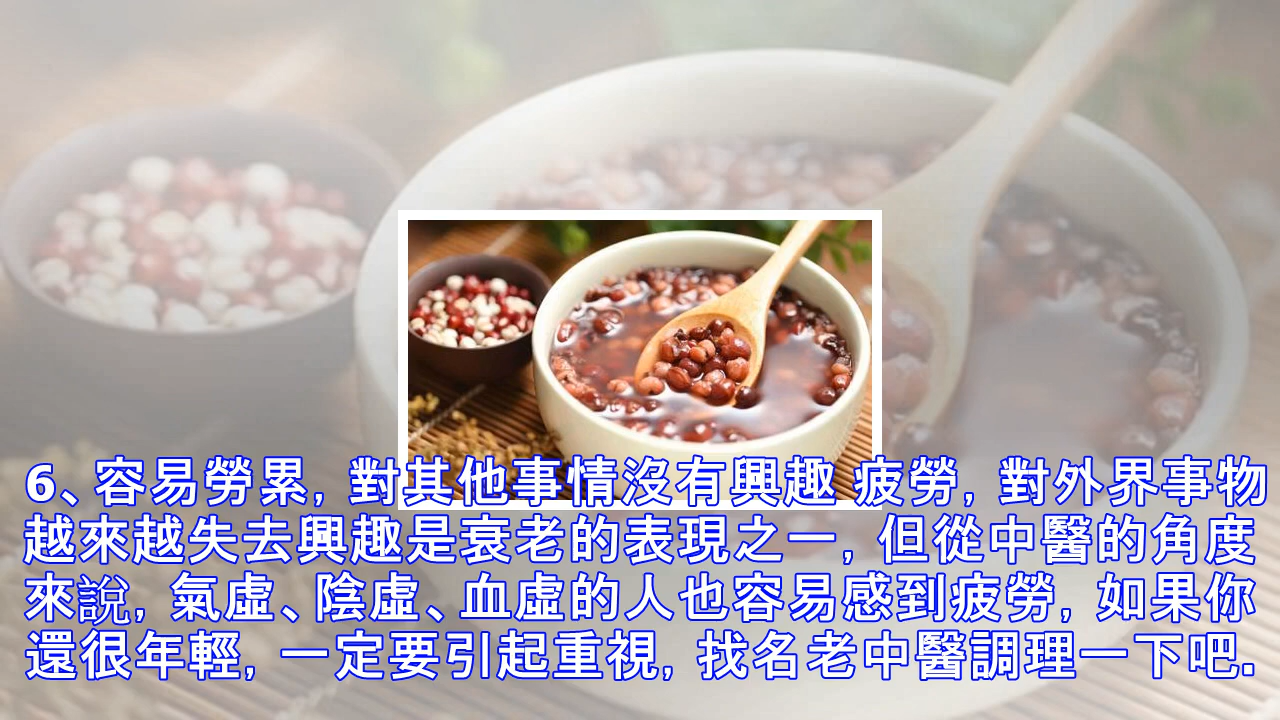 6、容易勞累, 對其他事情沒有興趣 疲勞, 對外界事物
越來越失去興趣是衰老的表現之一, 但從中醫的角度
來說, 氣虛、陰虛、血虛的人也容易感到疲勞, 如果你
還很年輕, 一定要引起重視, 找名老中醫調理一下吧.